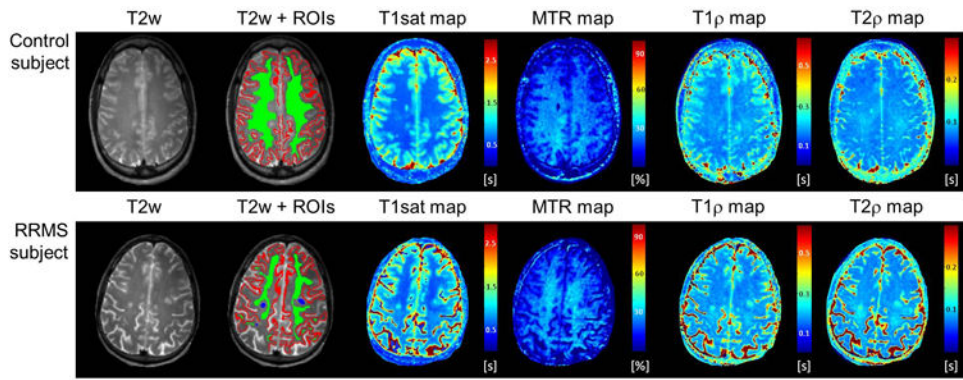 T2w T2w + ROIs T1sat map MTR map T1ρ map T2ρ map
Control subject
2.5 1.5 0.5 [s]
90 60 30 [%]
0.5 0.3 0.1 [s]
0.2 0.1 [s]
T2w T2w + ROIs T1sat map MTR map T1ρ map T2ρ map
RRMS subject
2.5 1.5 0.5 [s]
90 60 30 [%]
0.5 0.3 0.1 [s]
0.2 0.1 [s]